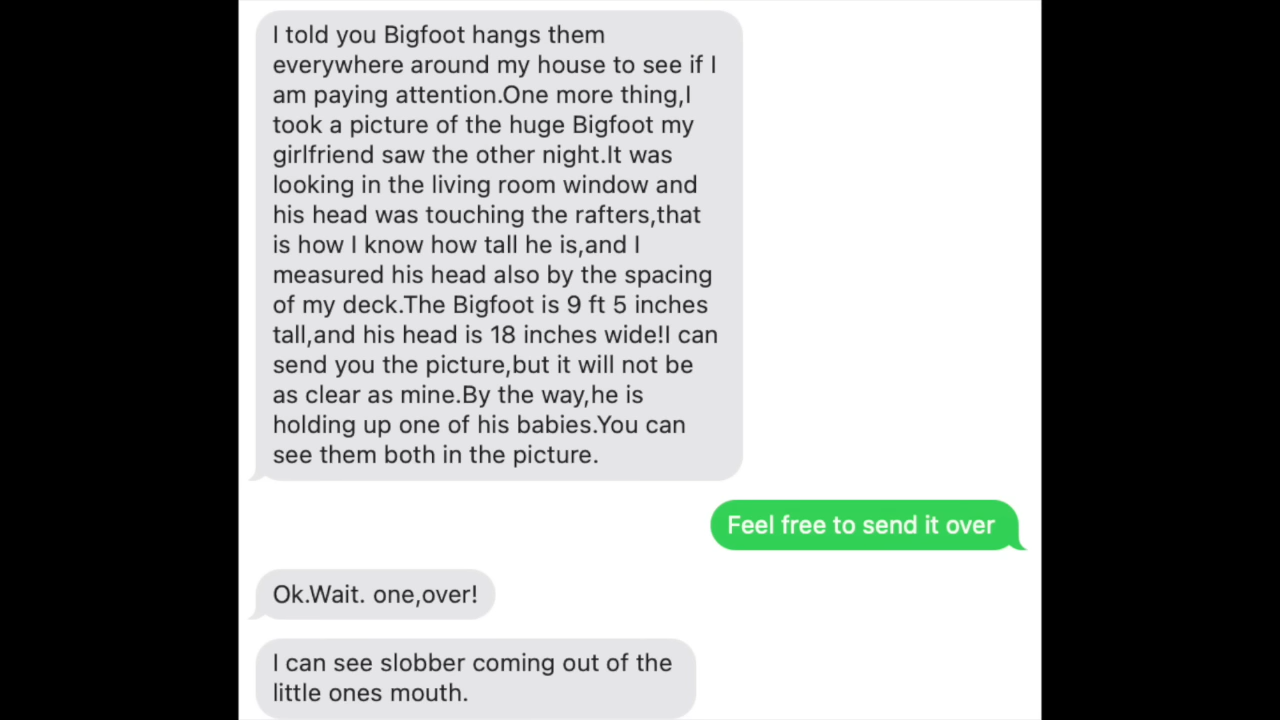 I told you Bigfoot hangs them
everywhere around my house to see if I
am paying attention.One more thing,I
took a picture of the huge Bigfoot my
girlfriend saw the other night.It was
looking in the living room window and
his head was touching the rafters,that
is how I know how tall he is,and I
measured his head also by the spacing
of my deck.The Bigfoot is 9 ft 5 inches
tall,and his head is 18 inches wide!I can
send you the picture,but it will not be
as clear as mine.By the way,he is
holding up one of his babies.You can
see them both in the picture.
Feel free to send it over
Ok.Wait. one,over!
I can see slobber coming out of the
little ones mouth.